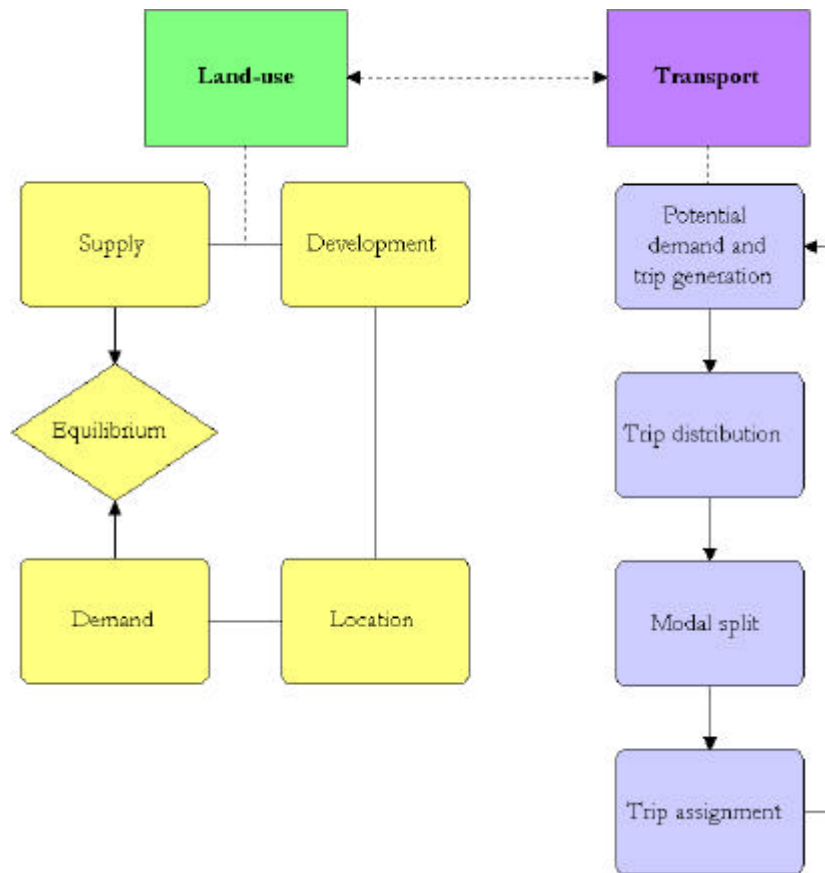 Land-use
Transport
Supply
Development
Potential
demand and
trip generation
Equilibrium
Trip distribution
Demand
Location
Modal split
Trip assignment